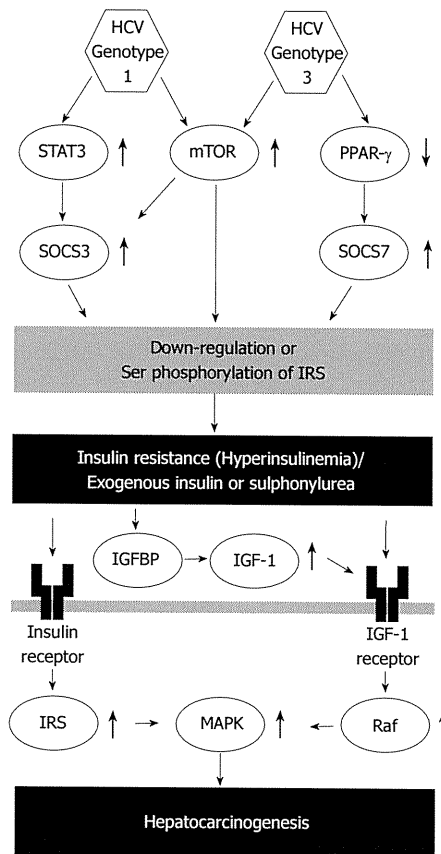 HCV
Genotype
1
HCV
Genotype
3
STAT3
mTOR
PPAR-γ
SOCS3
SOCS7
Down-regulation or
Ser phosphorylation of IRS
Insulin resistance (Hyperinsulinemia)/
Exogenous insulin or sulphonylurea
IGFBP
IGF-1
Insulin
receptor
IGF-1
receptor
IRS
MAPK
Raf
Hepatocarcinogenesis